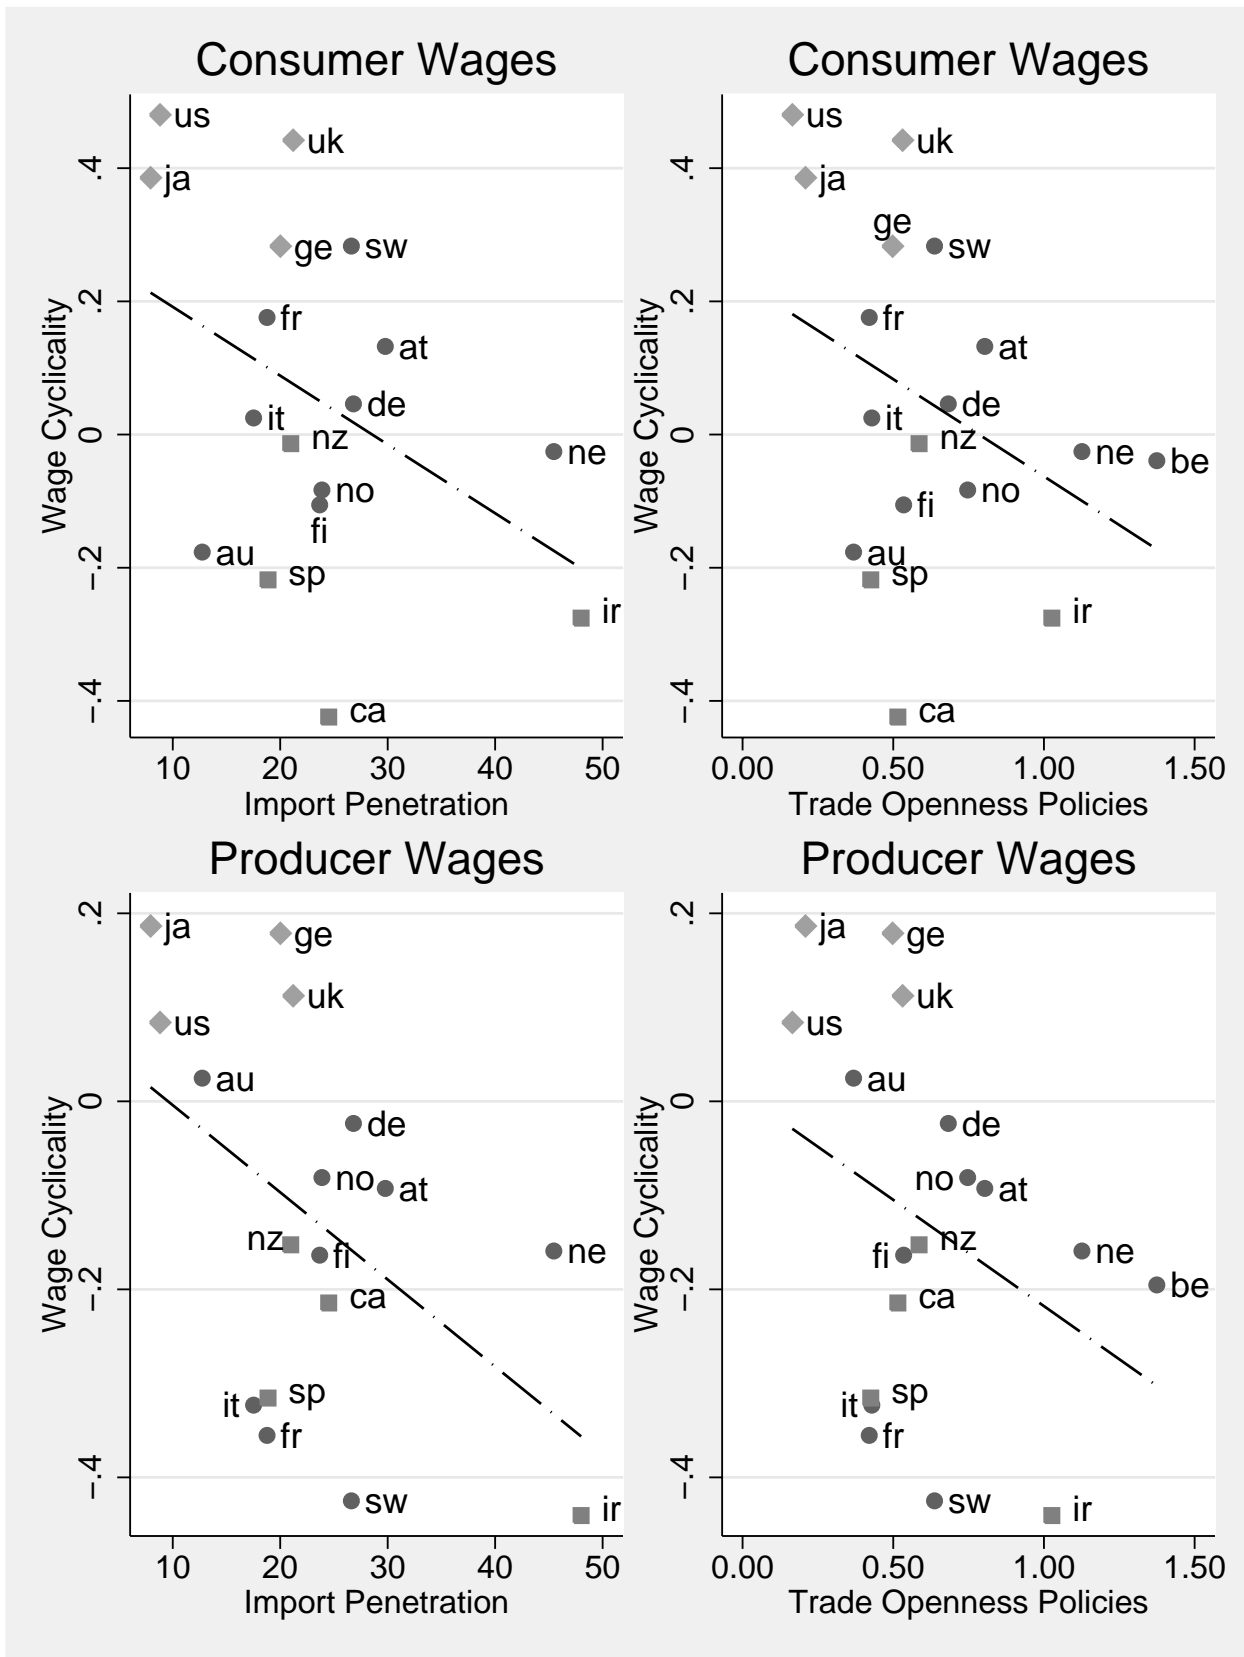 Consumer Wages
Wage Cyclicality
.4
.2
0
−.2
−.4
us
uk
ja
ge
sw
fr
at
de
it
nz
ne
no
fi
au
sp
ir
ca
10 20 30 40 50
Import Penetration
Consumer Wages
Wage Cyclicality
.4
.2
0
−.2
−.4
us
uk
ja
ge
sw
fr
at
de
it
nz
ne
be
no
fi
au
sp
ir
ca
0.00 0.50 1.00 1.50
Trade Openness Policies
Producer Wages
Wage Cyclicality
.2
0
−.2
−.4
ja
ge
uk
us
au
de
no
at
nz
fi
ne
ca
sp
it
fr
sw
ir
10 20 30 40 50
Import Penetration
Producer Wages
Wage Cyclicality
.2
0
−.2
−.4
ja
ge
uk
us
au
de
no
at
nz
fi
ne
be
ca
sp
it
fr
sw
ir
0.00 0.50 1.00 1.50
Trade Openness Policies